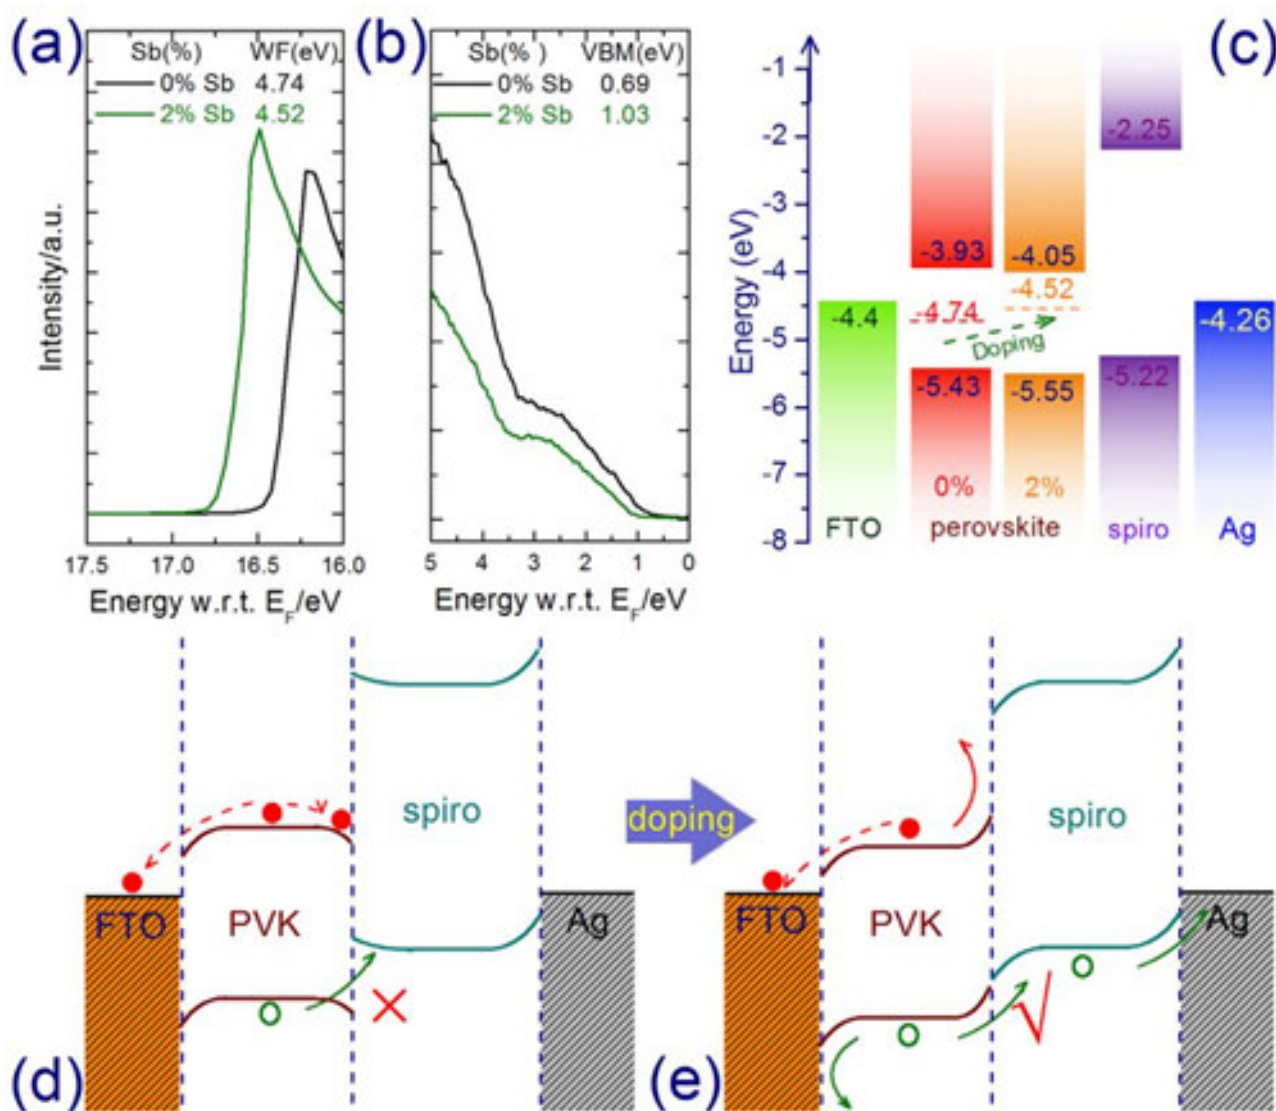 (a)
Sb(%) WF(eV)
0% Sb 4.74
2% Sb 4.52
Intensity/a.u.
17.5 17.0 16.5 16.0
Energy w.r.t. E_F/eV
(b)
Sb(%) VBM(eV)
0% Sb 0.69
2% Sb 1.03
5 4 3 2 1 0
Energy w.r.t. E_F/eV
(c)
Energy (eV)
-1
-2
-3
-4
-5
-6
-7
-8
-2.25
-3.93 -4.05
-4.52
-4.4 -4.74 -4.26
Doping
-5.43 -5.55 -5.22
0% 2%
FTO perovskite spiro Ag
(d)
spiro
FTO PVK Ag
doping
(e)
spiro
FTO PVK Ag